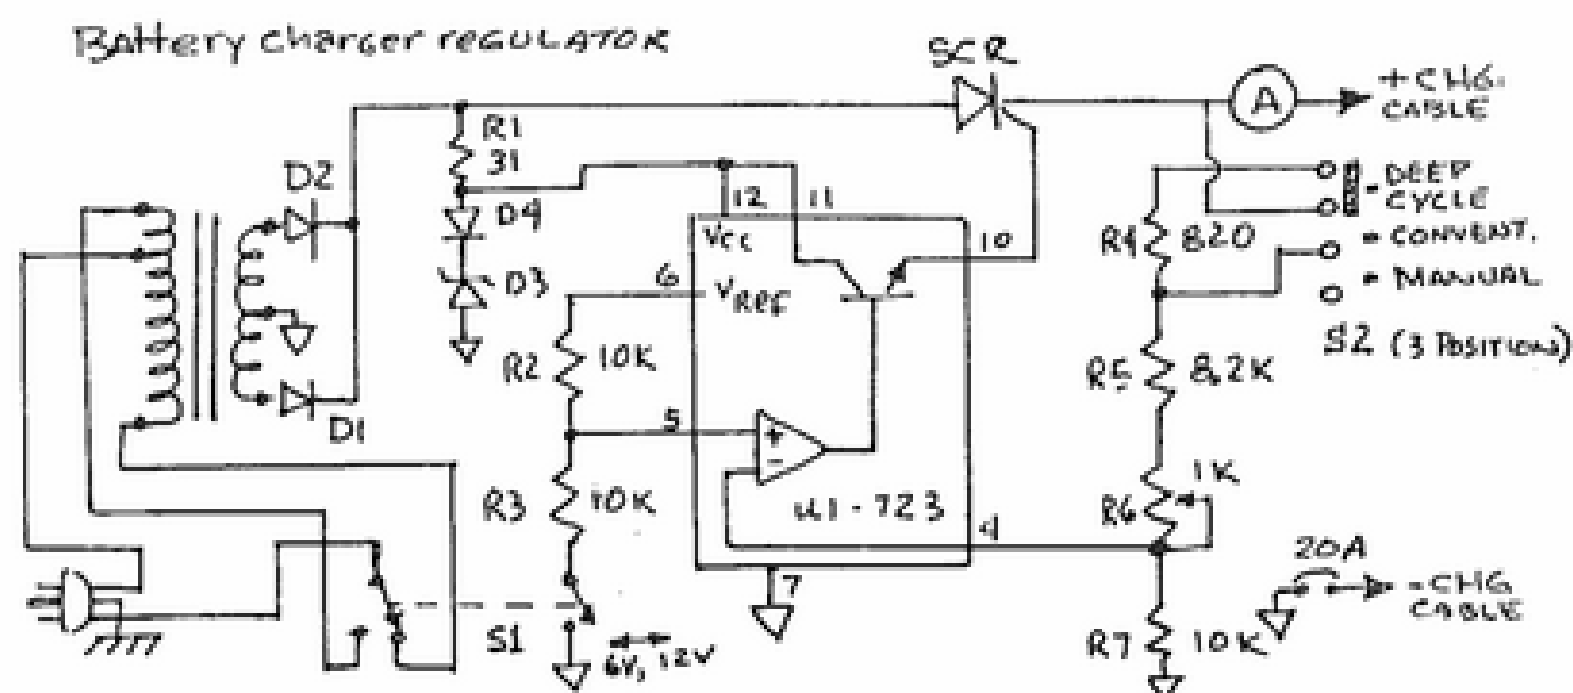 Battery charger regULATOR
SCR
A
+ CHG.
CABLE
R1
31
D2
D4
D3
12
11
Vcc
10
6
VRef
R4 820
DEEP
CYCLE
CONVENT.
MANUAL
S2 (3 POSITION)
R2 10K
R5 8.2K
5
+
-
D1
R3 10K
U1-723
4
1K
R6
7
20A
-CHG
CABLE
S1
6V, 12V
R7 10K